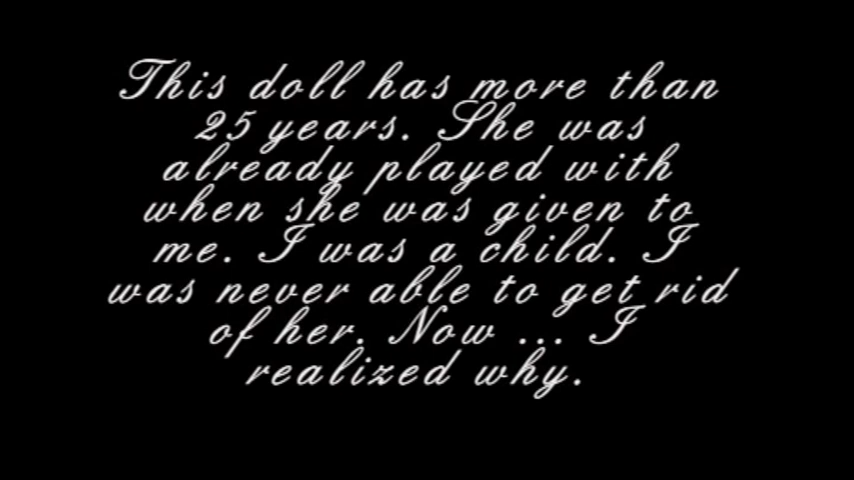 This doll has more than
25 years. She was
already played with
when she was given to
me. I was a child. I
was never able to get rid
of her. Now ... I
realized why.